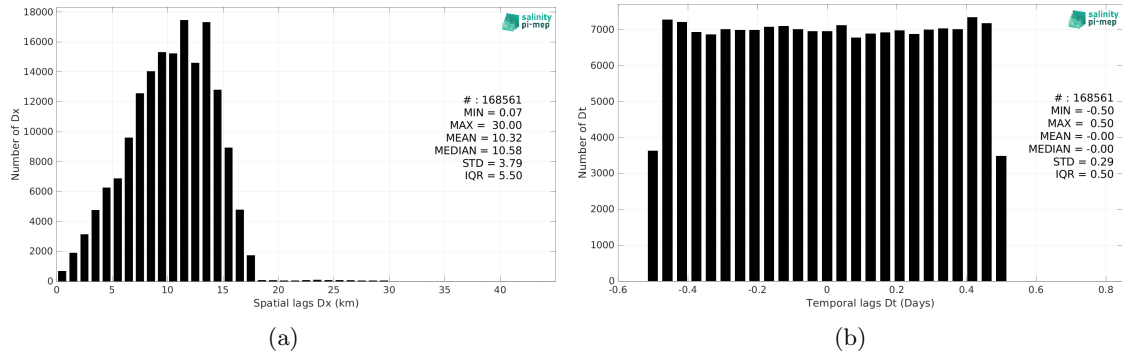 18000
16000
14000
12000
10000
8000
6000
4000
2000
0
Number of Dx
salinity
pi-mep
# : 168561
MIN = 0.07
MAX = 30.00
MEAN = 10.32
MEDIAN = 10.58
STD = 3.79
IQR = 5.50
0 5 10 15 20 25 30 35 40
Spatial lags Dx (km)
(a)
7000
6000
5000
4000
3000
2000
1000
0
Number of Dt
salinity
pi-mep
# : 168561
MIN = -0.50
MAX = 0.50
MEAN = -0.00
MEDIAN = -0.00
STD = 0.29
IQR = 0.50
-0.6 -0.4 -0.2 0 0.2 0.4 0.6 0.8
Temporal lags Dt (Days)
(b)